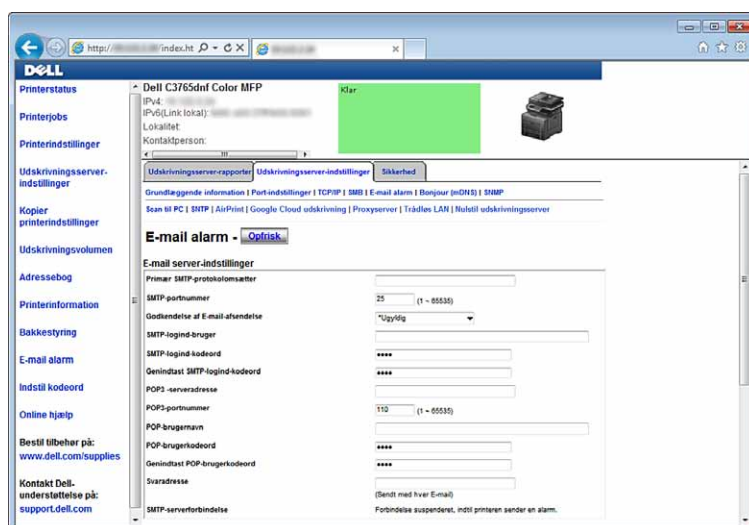 http:// index.ht
DELL
Printerstatus
Printerjobs
Printerindstillinger
Udskrivningsserver-
indstillinger
Kopier
printerindstillinger
Udskrivningsvolumen
Adressebog
Printerinformation
Bakkestyring
E-mail alarm
Indstil kodeord
Online hjælp
Bestil tilbehør på:
www.dell.com/supplies
Kontakt Dell-
understøttelse på:
support.dell.com
Dell C3765dnf Color MFP
IPv4:
IPv6(Link lokal):
Lokalitet:
Kontaktperson:
Klar
Udskrivningsserver-rapporter Udskrivningsserver-indstillinger Sikkerhed
Grundlæggende information | Port-indstillinger | TCP/IP | SMB | E-mail alarm | Bonjour (mDNS) | SNMP
Scan til PC | SNTP | AirPrint | Google Cloud udskrivning | Proxyserver | Trådløs LAN | Nulstil udskrivningsserver
E-mail alarm - Opfrisk
E-mail server-indstillinger
Primær SMTP-protokolomsætter
SMTP-portnummer 25 (1 ~ 65535)
Godkendelse af E-mail-afsendelse *Ugyldig
SMTP-logind-bruger
SMTP-logind-kodeord ••••
Genindtast SMTP-logind-kodeord ••••
POP3 -serveradresse
POP3-portnummer 110 (1 ~ 65535)
POP-brugernavn
POP-brugerkodeord ••••
Genindtast POP-brugerkodeord ••••
Svaradresse
(Sendt med hver E-mail)
SMTP-serverforbindelse Forbindelse suspenderet, indtil printeren sender en alarm.